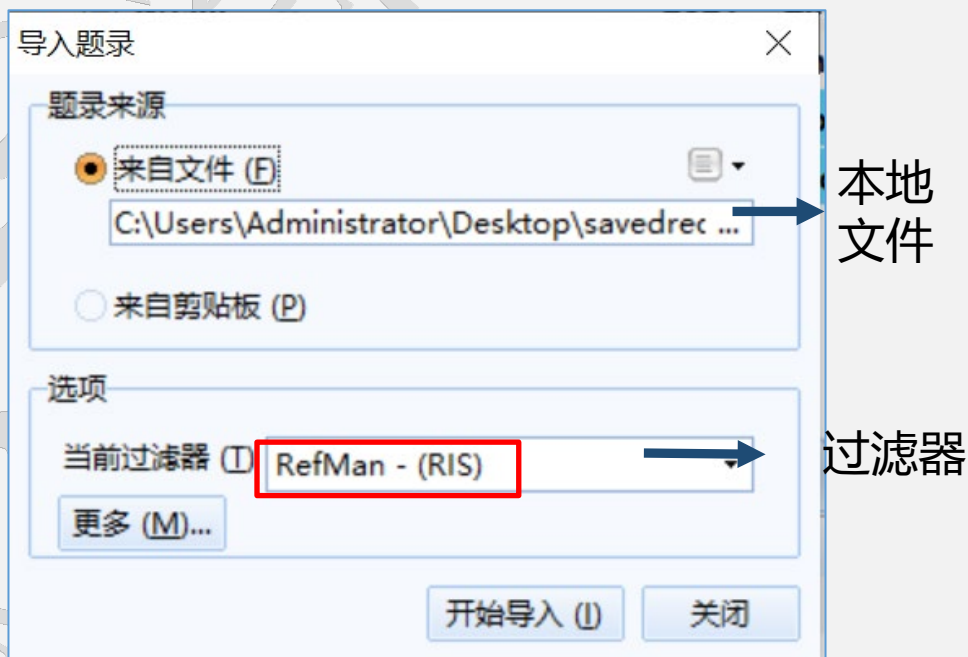 导入题录
题录来源
来自文件 (F)
C:\Users\Administrator\Desktop\savedrec ...
来自剪贴板 (P)
本地
文件
选项
当前过滤器 (T)
RefMan - (RIS)
过滤器
更多 (M)...
开始导入 (I)
关闭